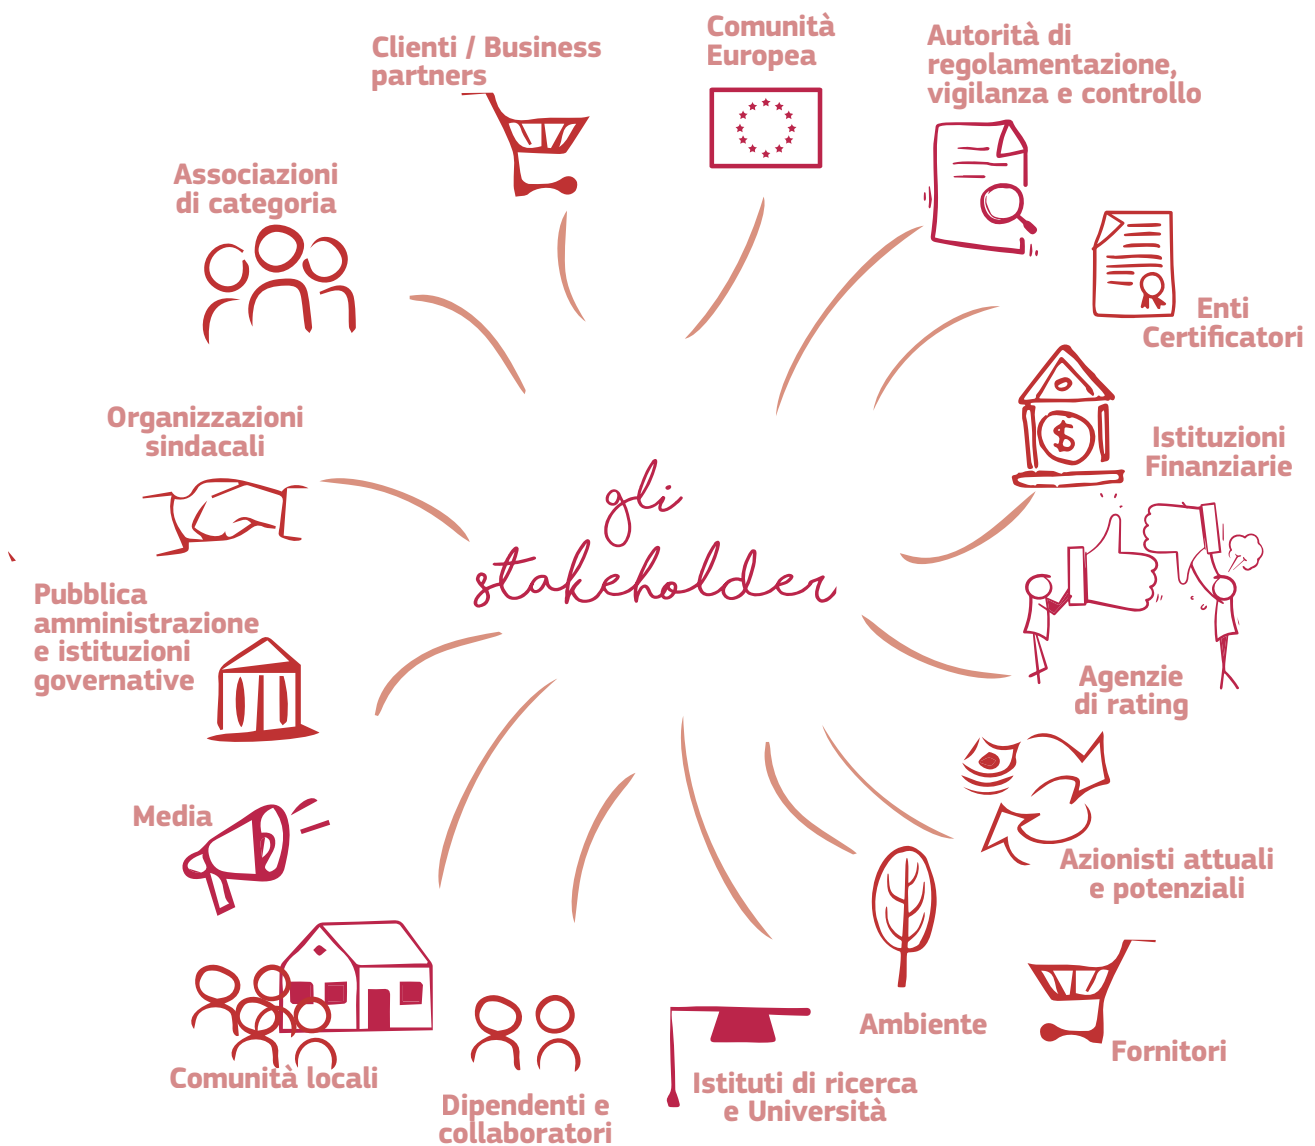 Clienti / Business
partners
Comunità
Europea
Autorità di
regolamentazione,
vigilanza e controllo
Associazioni
di categoria
Enti
Certificatori
Organizzazioni
sindacali
Istituzioni
Finanziarie
$
gli
stakeholder
Pubblica
amministrazione
e istituzioni
governative
Agenzie
di rating
Media
Azionisti attuali
e potenziali
Ambiente
Fornitori
Comunità locali
Istituti di ricerca
e Università
Dipendenti e
collaboratori